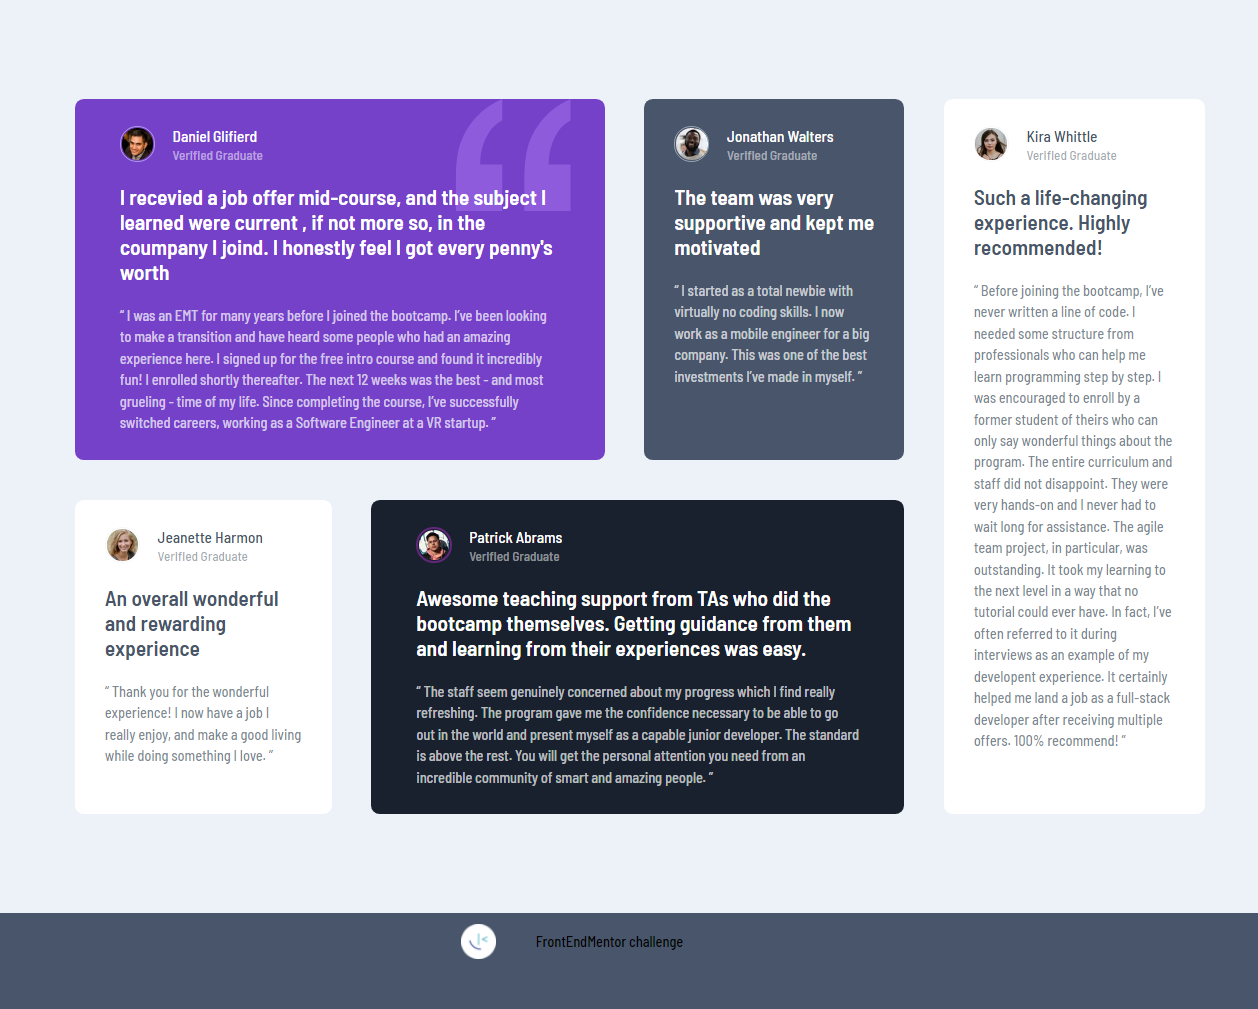 Daniel Glifierd
Verified Graduate
I recevied a job offer mid-course, and the subject I
learned were current , if not more so, in the
coumpany I joind. I honestly feel I got every penny's
worth
“ I was an EMT for many years before I joined the bootcamp. I’ve been looking
to make a transition and have heard some people who had an amazing
experience here. I signed up for the free intro course and found it incredibly
fun! I enrolled shortly thereafter. The next 12 weeks was the best - and most
grueling - time of my life. Since completing the course, I’ve successfully
switched careers, working as a Software Engineer at a VR startup. ”
Jonathan Walters
Verified Graduate
The team was very
supportive and kept me
motivated
“ I started as a total newbie with
virtually no coding skills. I now
work as a mobile engineer for a big
company. This was one of the best
investments I’ve made in myself. ”
Kira Whittle
Verified Graduate
Such a life-changing
experience. Highly
recommended!
“ Before joining the bootcamp, I’ve
never written a line of code. I
needed some structure from
professionals who can help me
learn programming step by step. I
was encouraged to enroll by a
former student of theirs who can
only say wonderful things about the
program. The entire curriculum and
staff did not disappoint. They were
very hands-on and I never had to
wait long for assistance. The agile
team project, in particular, was
outstanding. It took my learning to
the next level in a way that no
tutorial could ever have. In fact, I’ve
often referred to it during
interviews as an example of my
developent experience. It certainly
helped me land a job as a full-stack
developer after receiving multiple
offers. 100% recommend! ”
Jeanette Harmon
Verified Graduate
An overall wonderful
and rewarding
experience
“ Thank you for the wonderful
experience! I now have a job I
really enjoy, and make a good living
while doing something I love. ”
Patrick Abrams
Verified Graduate
Awesome teaching support from TAs who did the
bootcamp themselves. Getting guidance from them
and learning from their experiences was easy.
“ The staff seem genuinely concerned about my progress which I find really
refreshing. The program gave me the confidence necessary to be able to go
out in the world and present myself as a capable junior developer. The standard
is above the rest. You will get the personal attention you need from an
incredible community of smart and amazing people. ”
FrontEndMentor challenge